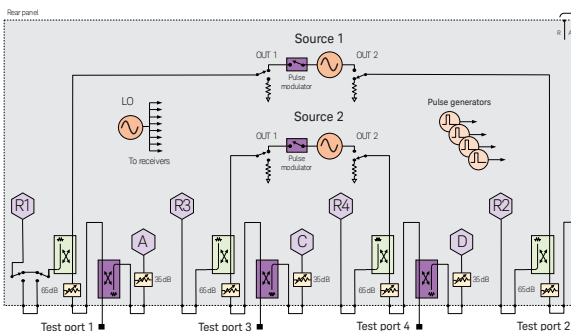 Rear panel
R A
Source 1
OUT 1
OUT 2
Pulse
modulator
LO
To receivers
Source 2
OUT 1
OUT 2
Pulse
modulator
Pulse generators
R1
A
R3
C
R4
D
R2
35dB
35dB
35dB
65dB
65dB
65dB
65dB
Test port 1
Test port 3
Test port 4
Test port 2